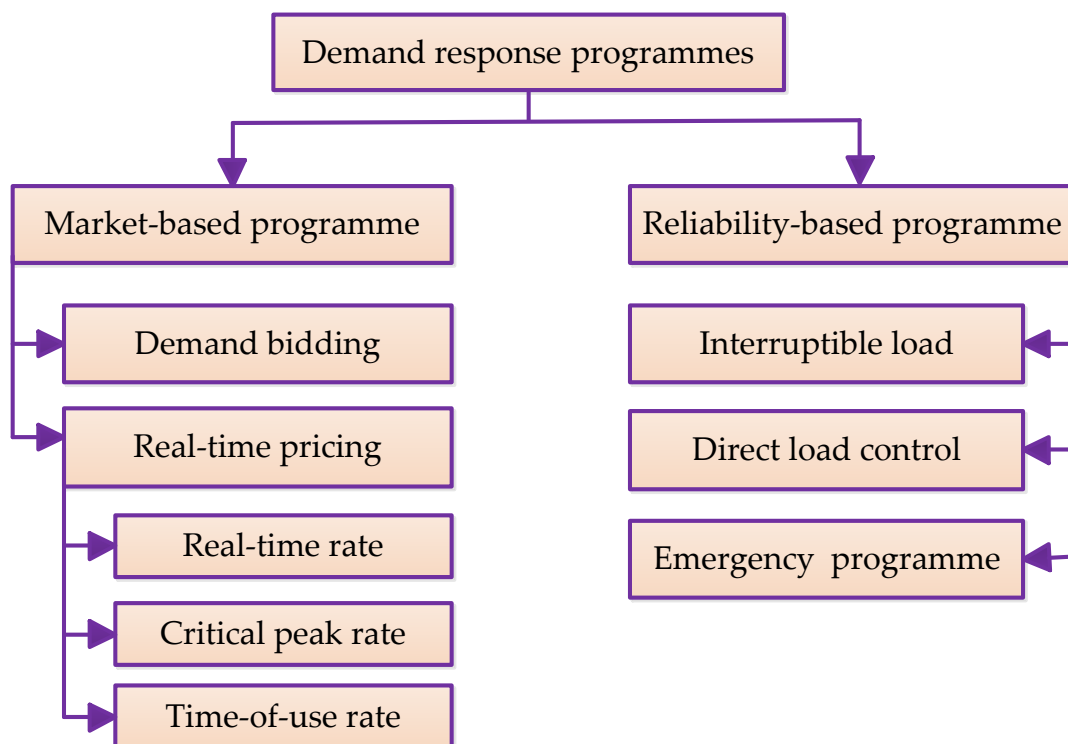 Demand response programmes
Market-based programme
Demand bidding
Real-time pricing
Real-time rate
Critical peak rate
Time-of-use rate
Reliability-based programme
Interruptible load
Direct load control
Emergency programme